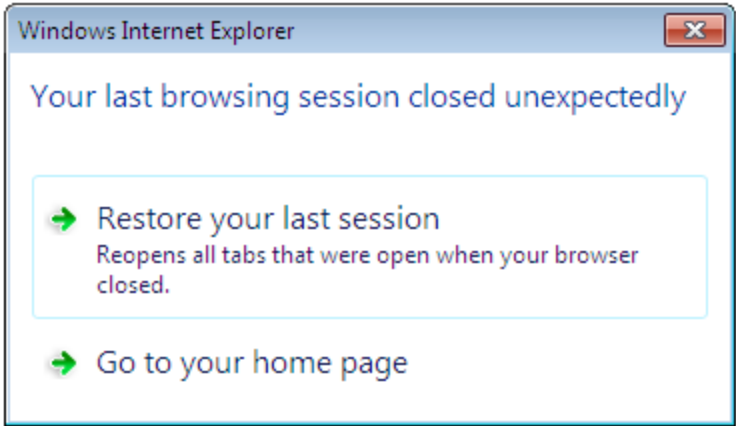 Windows Internet Explorer
Your last browsing session closed unexpectedly
Restore your last session
Reopens all tabs that were open when your browser
closed.
Go to your home page